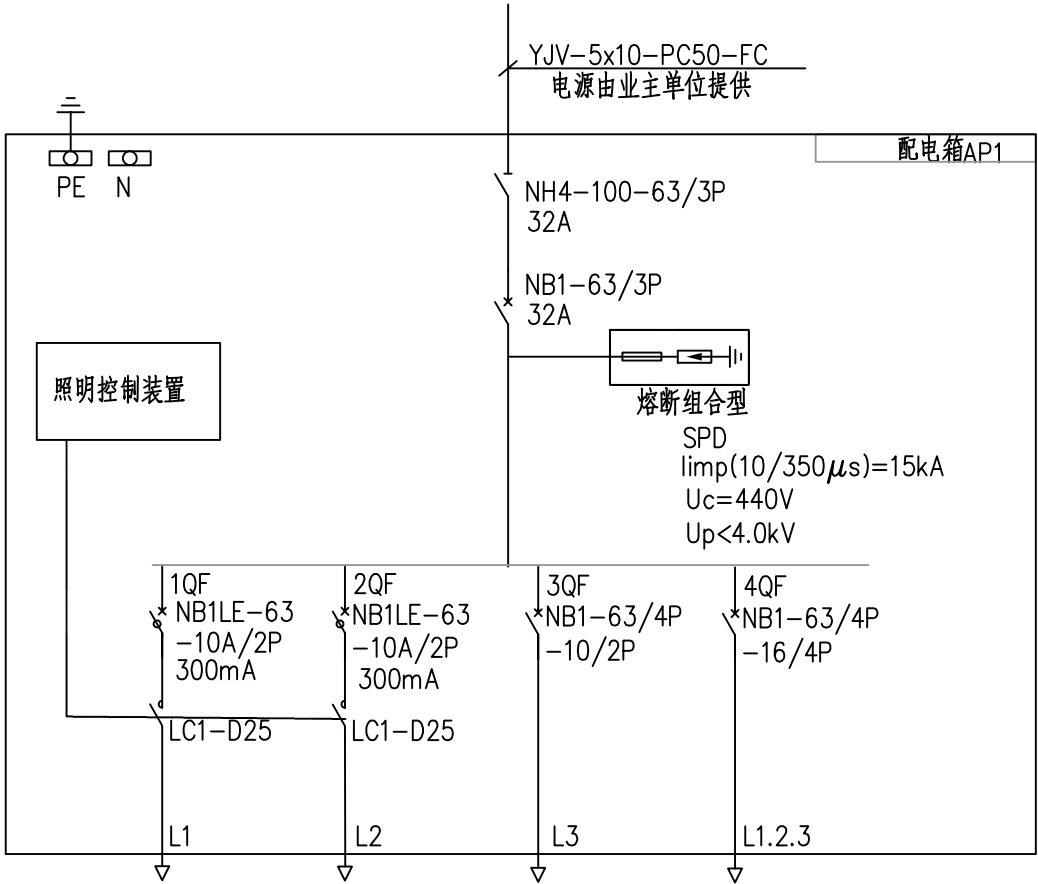 YJV-5x10-PC50-FC
电源由业主单位提供
配电箱AP1
PE
N
NH4-100-63/3P
32A
NB1-63/3P
32A
照明控制装置
熔断组合型
SPD
Iimp(10/350μs)=15kA
Uc=440V
Up<4.0kV
1QF
NB1LE-63
-10A/2P
300mA
LC1-D25
L1
2QF
NB1LE-63
-10A/2P
300mA
LC1-D25
L2
3QF
NB1-63/4P
-10/2P
L3
4QF
NB1-63/4P
-16/4P
L1.2.3